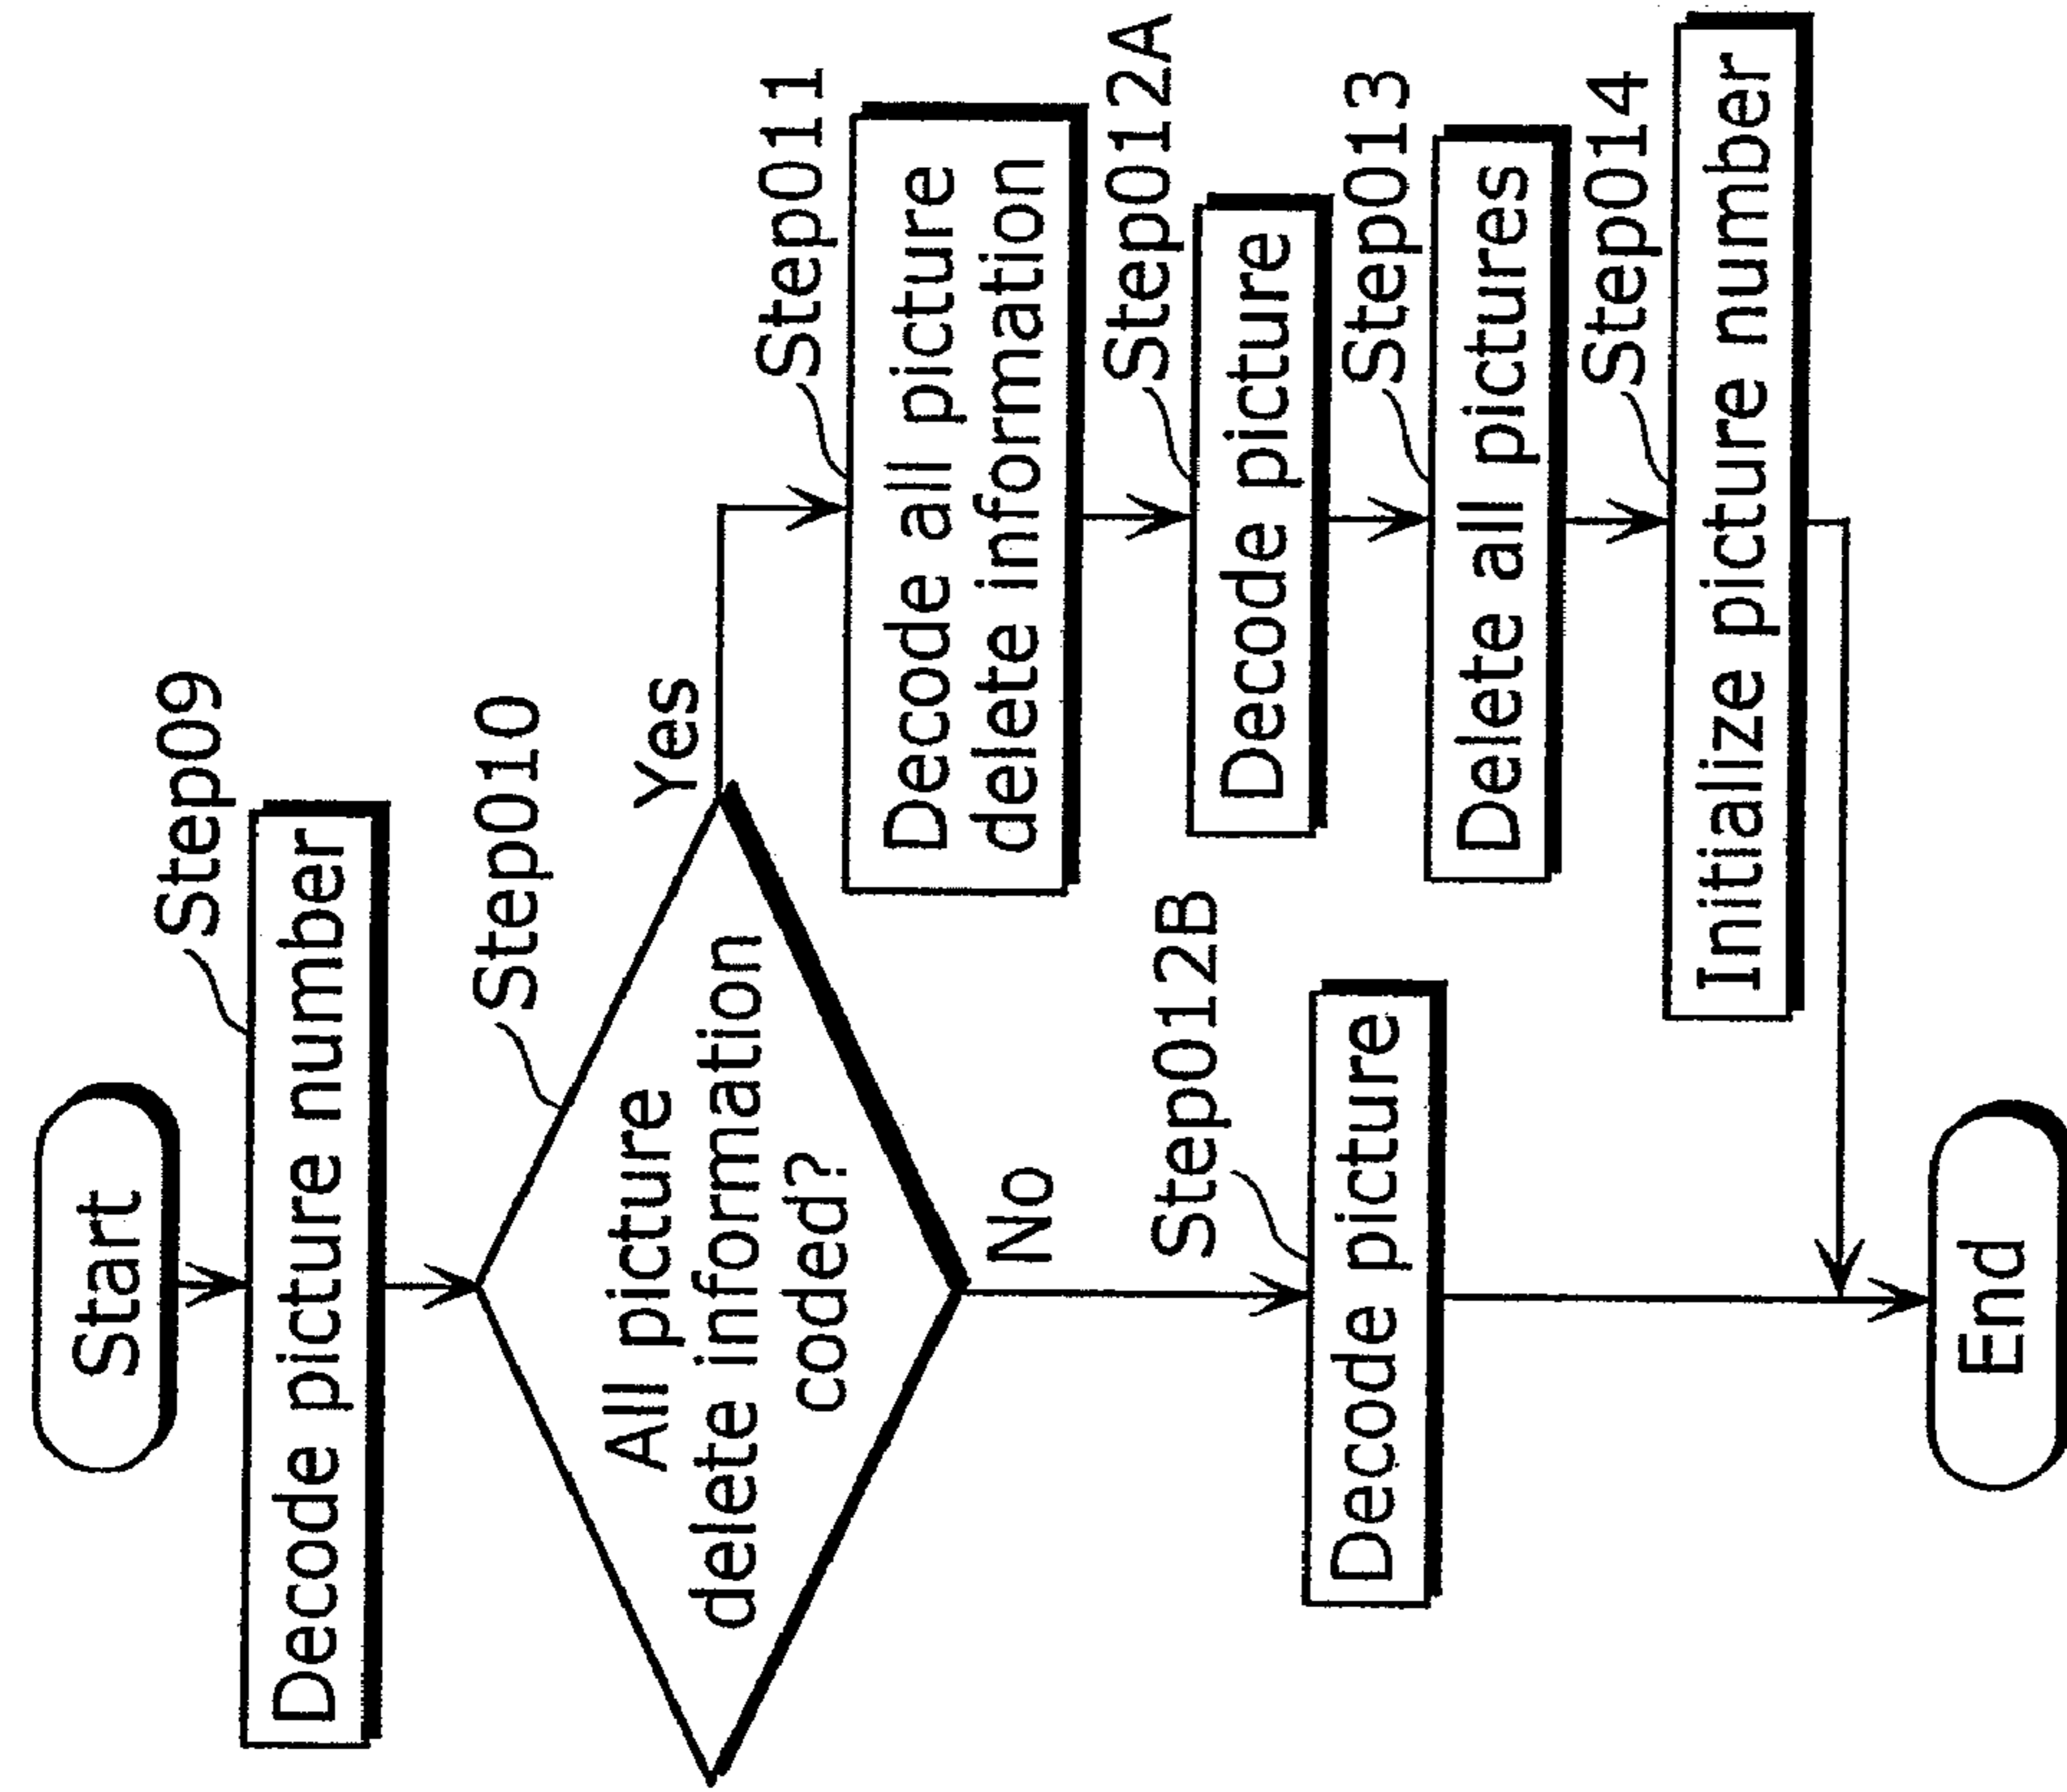 Start
Step09
Decode picture number
Step010
All picture
delete information
coded?
Yes
No
Step011
Decode all picture
delete information
Step012A
Decode picture
Step012B
Decode picture
Step013
Delete all pictures
Step014
Initialize picture number
End